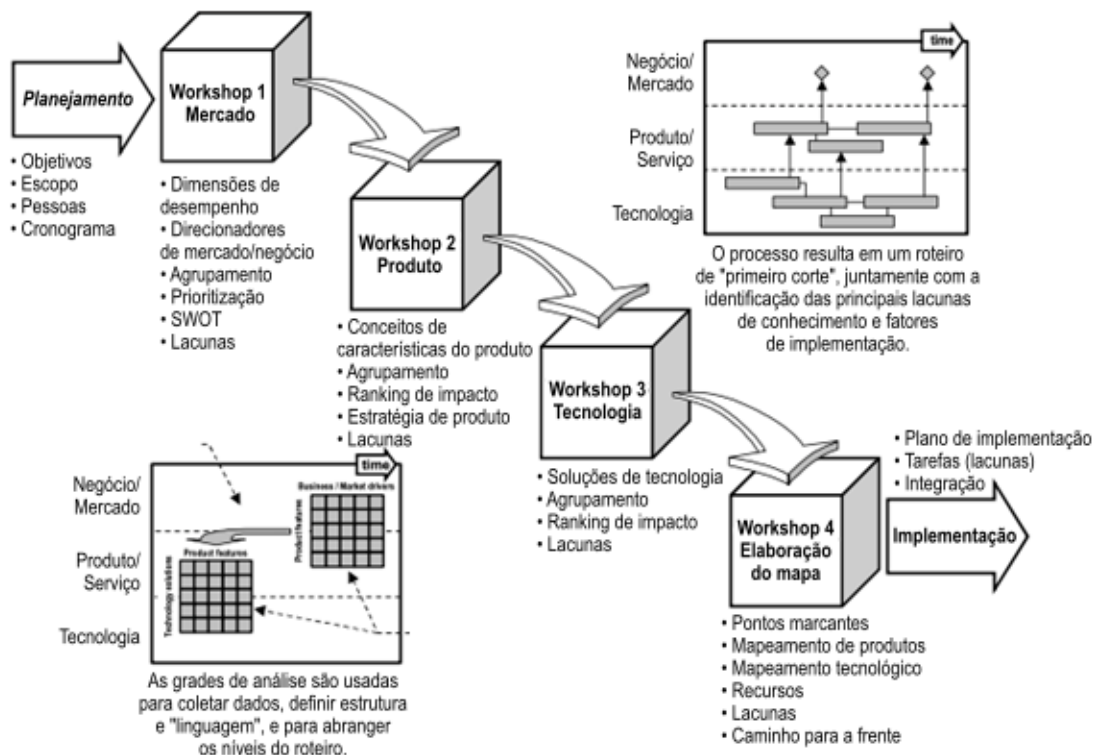 Planejamento
• Objetivos
• Escopo
• Pessoas
• Cronograma
Workshop 1
Mercado
• Dimensões de
desempenho
• Direcionadores
de mercado/negócio
• Agrupamento
• Prioritização
• SWOT
• Lacunas
Workshop 2
Produto
• Conceitos de
características do produto
• Agrupamento
• Ranking de impacto
• Estratégia de produto
• Lacunas
Workshop 3
Tecnologia
• Soluções de tecnologia
• Agrupamento
• Ranking de impacto
• Lacunas
Workshop 4
Elaboração
do mapa
• Pontos marcantes
• Mapeamento de produtos
• Mapeamento tecnológico
• Recursos
• Lacunas
• Caminho para a frente
• Plano de implementação
• Tarefas (lacunas)
• Integração
Implementação
time
Negócio/
Mercado
Produto/
Serviço
Tecnologia
O processo resulta em um roteiro
de "primeiro corte", juntamente com a
identificação das principais lacunas
de conhecimento e fatores
de implementação.
time
Negócio/
Mercado
Produto/
Serviço
Tecnologia
Business / Market drivers
Product features
Product features
Technology solutions
As grades de análise são usadas
para coletar dados, definir estrutura
e "linguagem", e para abranger
os níveis do roteiro.